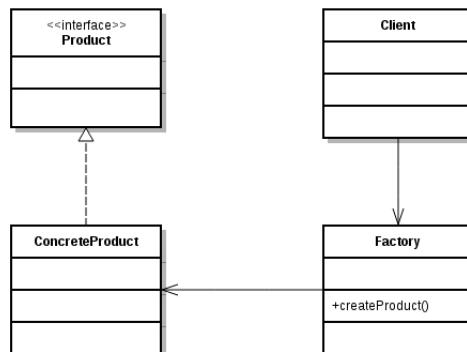 <<interface>>
Product
Client
ConcreteProduct
Factory
+createProduct()